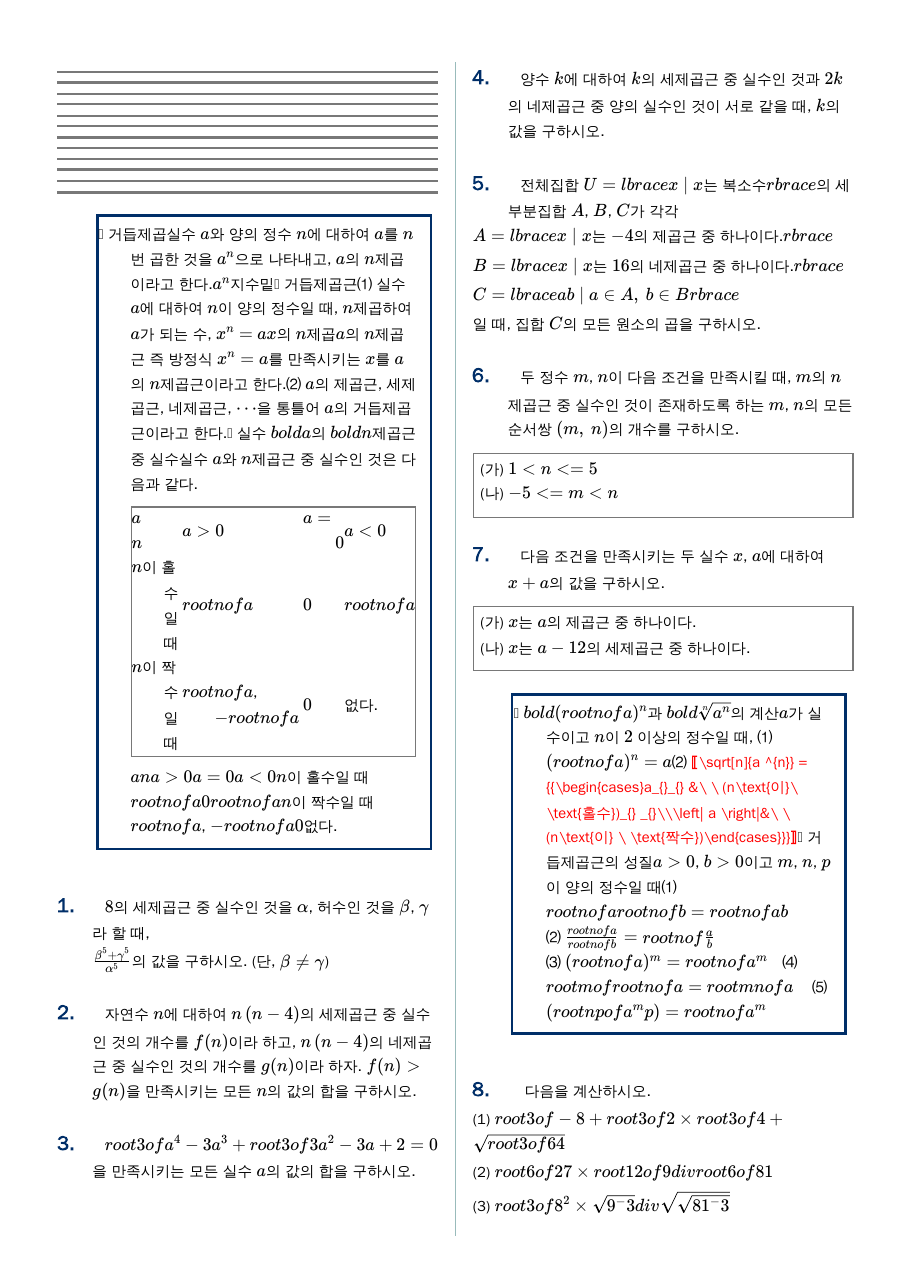 ▯ 거듭제곱실수 a와 양의 정수 n에 대하여 a를 n
번 곱한 것을 a^n으로 나타내고, a의 n제곱
이라고 한다.a^n지수밑▯ 거듭제곱근⑴ 실수
a에 대하여 n이 양의 정수일 때, n제곱하여
a가 되는 수, x^n = ax의 n제곱a의 n제곱
근 즉 방정식 x^n = a를 만족시키는 x를 a
의 n제곱근이라고 한다.⑵ a의 제곱근, 세제
곱근, 네제곱근, ⋯을 통틀어 a의 거듭제곱
근이라고 한다.▯ 실수 bolda의 boldn제곱근
중 실수실수 a와 n제곱근 중 실수인 것은 다
음과 같다.
a
n
a > 0
a =
0
a < 0
n이 홀
수
일
때
rootnofa
0
rootnofa
n이 짝
수
일
때
rootnofa,
−rootnofa
0
없다.
ana > 0a = 0a < 0n이 홀수일 때
rootnofa0rootnofan이 짝수일 때
rootnofa, −rootnofa0없다.
1. 8의 세제곱근 중 실수인 것을 α, 허수인 것을 β, γ
라 할 때,
\frac{β^5+γ^5}{α^5}의 값을 구하시오. (단, β ≠ γ)
2. 자연수 n에 대하여 n (n − 4)의 세제곱근 중 실수
인 것의 개수를 f(n)이라 하고, n (n − 4)의 네제곱
근 중 실수인 것의 개수를 g(n)이라 하자. f(n) >
g(n)을 만족시키는 모든 n의 값의 합을 구하시오.
3. root3ofa^4 − 3a^3 + root3of3a^2 − 3a + 2 = 0
을 만족시키는 모든 실수 a의 값의 합을 구하시오.
4. 양수 k에 대하여 k의 세제곱근 중 실수인 것과 2k
의 네제곱근 중 양의 실수인 것이 서로 같을 때, k의
값을 구하시오.
5. 전체집합 U = lbracex | x는 복소수rbrace의 세
부분집합 A, B, C가 각각
A = lbracex | x는 −4의 제곱근 중 하나이다.rbrace
B = lbracex | x는 16의 네제곱근 중 하나이다.rbrace
C = lbraceab | a ∈ A, b ∈ Brbrace
일 때, 집합 C의 모든 원소의 곱을 구하시오.
6. 두 정수 m, n이 다음 조건을 만족시킬 때, m의 n
제곱근 중 실수인 것이 존재하도록 하는 m, n의 모든
순서쌍 (m, n)의 개수를 구하시오.
㈎ 1 < n <= 5
㈏ −5 <= m < n
7. 다음 조건을 만족시키는 두 실수 x, a에 대하여
x + a의 값을 구하시오.
㈎ x는 a의 제곱근 중 하나이다.
㈏ x는 a − 12의 세제곱근 중 하나이다.
▯ bold(rootnofa)^n과 bold\sqrt[n]{a^n}의 계산a가 실
수이고 n이 2 이상의 정수일 때, ⑴
(rootnofa)^n = a⑵ 〚\sqrt[n]{a ^{n}} =
{{\begin{cases}a_{}_{} &\ \ (n\text{이}\
\text{홀수})_{} _{}\\\left| a \right|&\ \
(n\text{이} \ \text{짝수})\end{cases}}}〛▯ 거
듭제곱근의 성질a > 0, b > 0이고 m, n, p
이 양의 정수일 때⑴
rootnofarootnofb = rootnofab
⑵ \frac{rootnofa}{rootnofb} = rootnof\frac{a}{b}
⑶ (rootnofa)^m = rootnofa^m ⑷
rootmofrootnofa = rootmnofa ⑸
(rootnpofa^mp) = rootnofa^m
8. 다음을 계산하시오.
⑴ root3of − 8 + root3of2 × root3of4 +
\sqrt{root3of64}
⑵ root6of27 × root12of9divroot6of81
⑶ root3of8^2 × \sqrt{9^−3}div\sqrt{\sqrt{81^−3}}